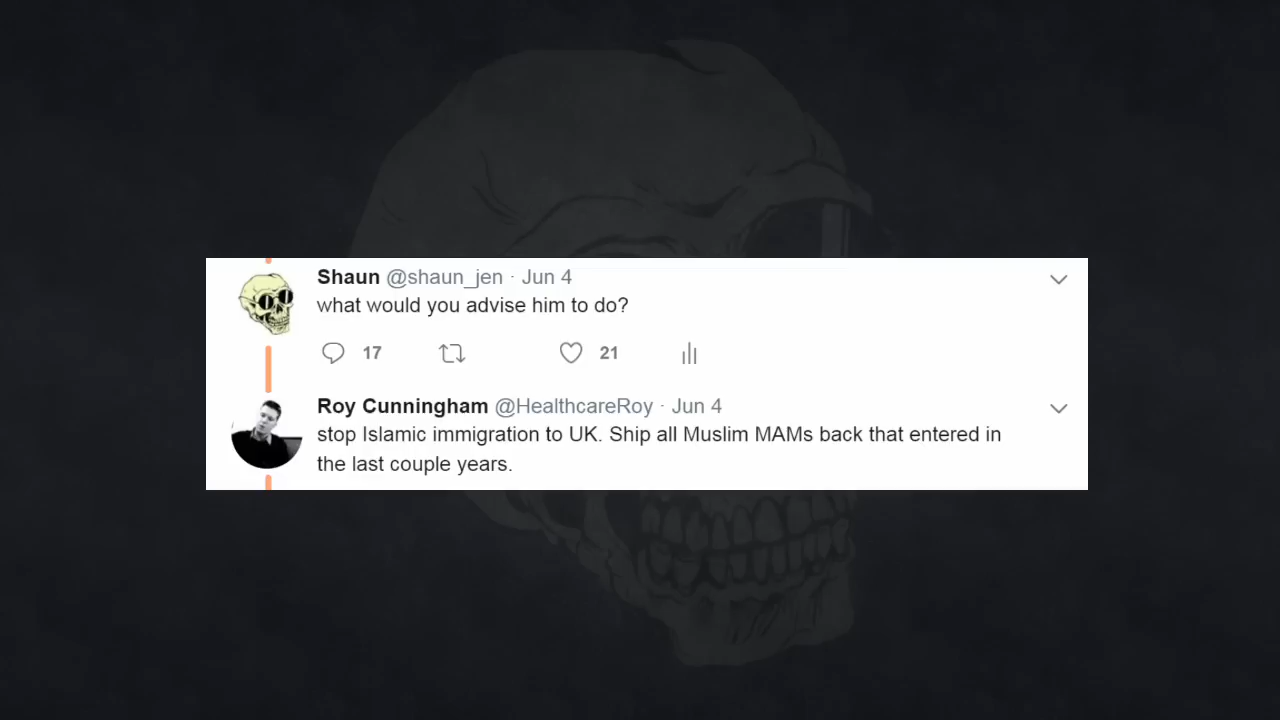 Shaun @shaun_jen · Jun 4
what would you advise him to do?
17 21
Roy Cunningham @HealthcareRoy · Jun 4
stop Islamic immigration to UK. Ship all Muslim MAMs back that entered in
the last couple years.